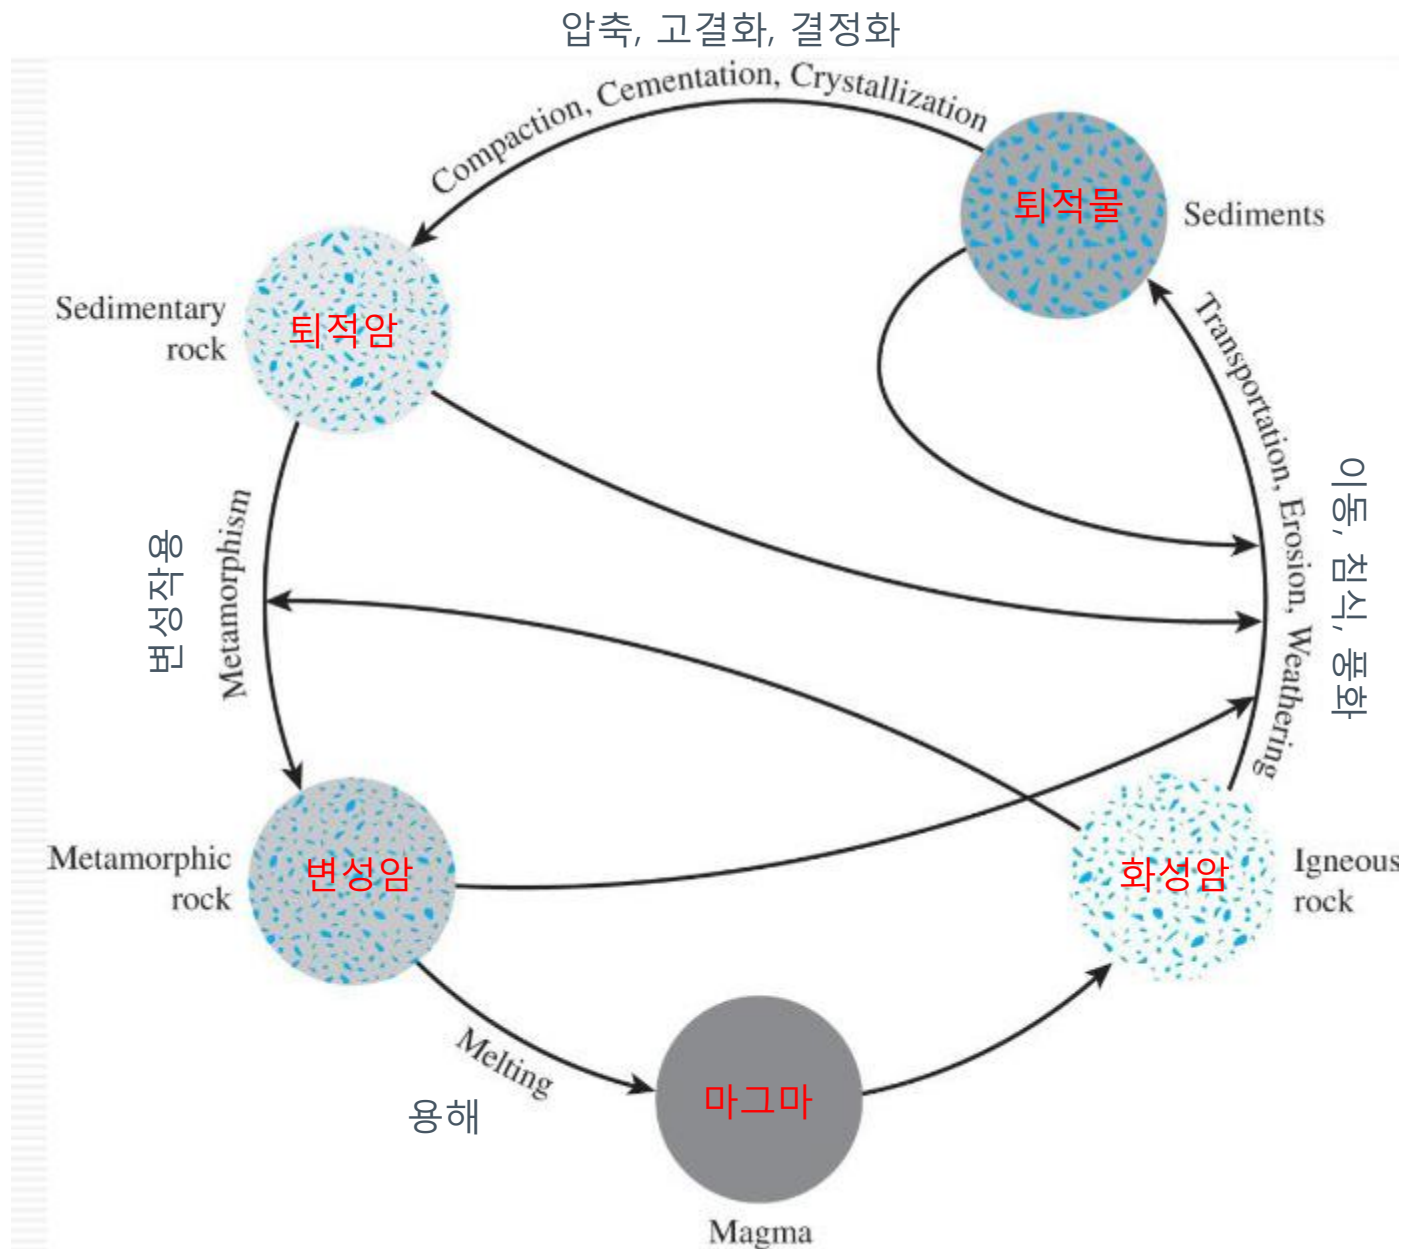 압축, 고결화, 결정화
Compaction, Cementation, Crystallization
퇴적물
Sediments
Sedimentary
rock
퇴적암
Transportation, Erosion, Weathering
이동, 침식, 풍화
변성작용
Metamorphism
Metamorphic
rock
변성암
화성암
Igneous
rock
Melting
용해
마그마
Magma